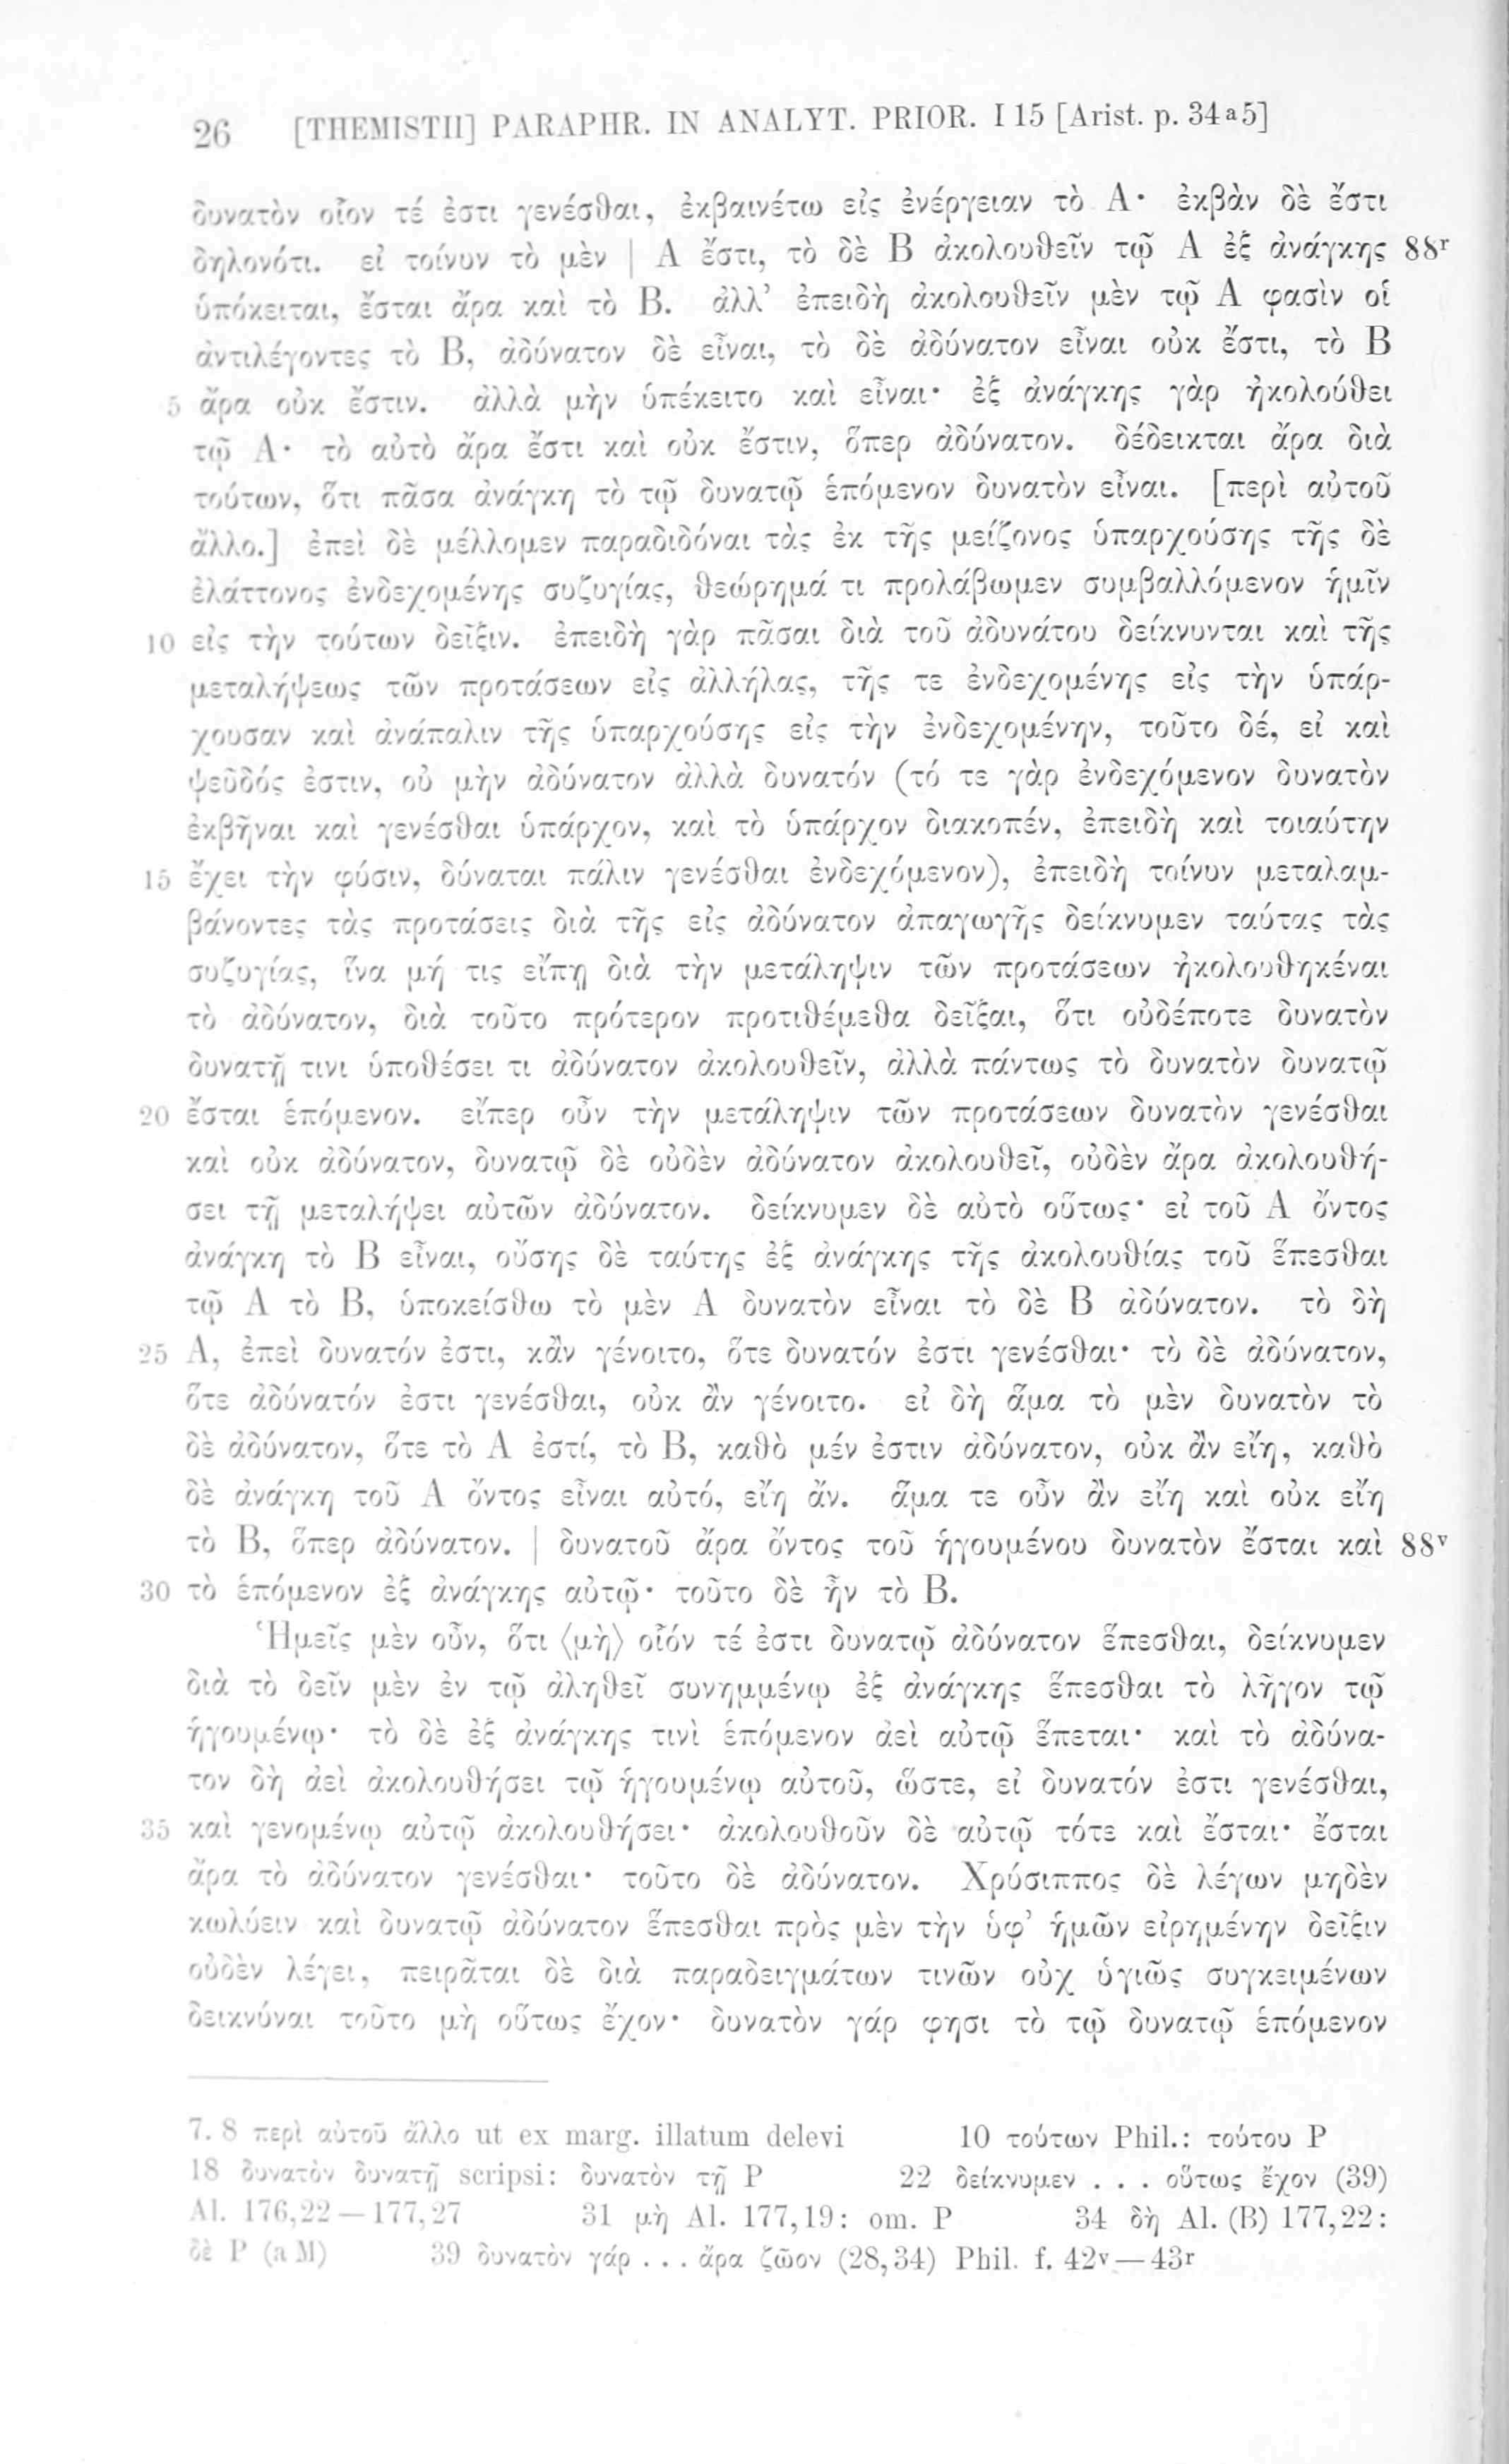 26 [THEMISTII] PARAPHR. IN ANALYT. PRIOR. I 15 [Arist. p. 34ᵃ5]
δυνατὸν οἷόν τέ ἐστι γενέσθαι, ἐκβαινέτω εἰς ἐνέργειαν τὸ Α· ἐκβὰν δὲ ἔστι
δηλονότι. εἰ τοίνυν τὸ μὲν | Α ἔστι, τὸ δὲ Β ἀκολουθεῖν τῷ Α ἐξ ἀνάγκης 88ʳ
ὑπόκειται, ἔσται ἄρα καὶ τὸ Β. ἀλλ’ ἐπειδὴ ἀκολουθεῖν μὲν τῷ Α φασὶν οἱ
ἀντιλέγοντες τὸ Β, ἀδύνατον δὲ εἶναι, τὸ δὲ ἀδύνατον εἶναι οὐκ ἔστι, τὸ Β
5 ἄρα οὐκ ἔστιν. ἀλλὰ μὴν ὑπέκειτο καὶ εἶναι· ἐξ ἀνάγκης γὰρ ἠκολούθει
τῷ Α· τὸ αὐτὸ ἄρα ἔστι καὶ οὐκ ἔστιν, ὅπερ ἀδύνατον. δέδεικται ἄρα διὰ
τούτων, ὅτι πᾶσα ἀνάγκη τὸ τῷ δυνατῷ ἑπόμενον δυνατὸν εἶναι. [περὶ αὐτοῦ
ἄλλο.] ἐπεὶ δὲ μέλλομεν παραδιδόναι τὰς ἐκ τῆς μείζονος ὑπαρχούσης τῆς δὲ
ἐλάττονος ἐνδεχομένης συζυγίας, θεώρημά τι προλάβωμεν συμβαλλόμενον ἡμῖν
10 εἰς τὴν τούτων δεῖξιν. ἐπειδὴ γὰρ πᾶσαι διὰ τοῦ ἀδυνάτου δείκνυνται καὶ τῆς
μεταλήψεως τῶν προτάσεων εἰς ἀλλήλας, τῆς τε ἐνδεχομένης εἰς τὴν ὑπάρ-
χουσαν καὶ ἀνάπαλιν τῆς ὑπαρχούσης εἰς τὴν ἐνδεχομένην, τοῦτο δέ, εἰ καὶ
ψεῦδός ἐστιν, οὐ μὴν ἀδύνατον ἀλλὰ δυνατόν (τό τε γὰρ ἐνδεχόμενον δυνατὸν
ἐκβῆναι καὶ γενέσθαι ὑπάρχον, καὶ τὸ ὑπάρχον διακοπέν, ἐπειδὴ καὶ τοιαύτην
15 ἔχει τὴν φύσιν, δύναται πάλιν γενέσθαι ἐνδεχόμενον), ἐπειδὴ τοίνυν μεταλαμ-
βάνοντες τὰς προτάσεις διὰ τῆς εἰς ἀδύνατον ἀπαγωγῆς δείκνυμεν ταύτας τὰς
συζυγίας, ἵνα μή τις εἴπῃ διὰ τὴν μετάληψιν τῶν προτάσεων ἠκολουθηκέναι
τὸ ἀδύνατον, διὰ τοῦτο πρότερον προτιθέμεθα δεῖξαι, ὅτι οὐδέποτε δυνατὸν
δυνατῇ τινι ὑποθέσει τι ἀδύνατον ἀκολουθεῖν, ἀλλὰ πάντως τὸ δυνατὸν δυνατῷ
20 ἔσται ἑπόμενον. εἴπερ οὖν τὴν μετάληψιν τῶν προτάσεων δυνατὸν γενέσθαι
καὶ οὐκ ἀδύνατον, δυνατῷ δὲ οὐδὲν ἀδύνατον ἀκολουθεῖ, οὐδὲν ἄρα ἀκολουθή-
σει τῇ μεταλήψει αὐτῶν ἀδύνατον. δείκνυμεν δὲ αὐτὸ οὕτως· εἰ τοῦ Α ὄντος
ἀνάγκη τὸ Β εἶναι, οὔσης δὲ ταύτης ἐξ ἀνάγκης τῆς ἀκολουθίας τοῦ ἕπεσθαι
τῷ Α τὸ Β, ὑποκείσθω τὸ μὲν Α δυνατὸν εἶναι τὸ δὲ Β ἀδύνατον. τὸ δὴ
25 Α, ἐπεὶ δυνατόν ἐστι, κἂν γένοιτο, ὅτε δυνατόν ἐστι γενέσθαι· τὸ δὲ ἀδύνατον,
ὅτε ἀδύνατόν ἐστι γενέσθαι, οὐκ ἂν γένοιτο. εἰ δὴ ἅμα τὸ μὲν δυνατὸν τὸ
δὲ ἀδύνατον, ὅτε τὸ Α ἐστί, τὸ Β, καθὸ μέν ἐστιν ἀδύνατον, οὐκ ἂν εἴη, καθὸ
δὲ ἀνάγκη τοῦ Α ὄντος εἶναι αὐτό, εἴη ἄν. ἅμα τε οὖν ἂν εἴη καὶ οὐκ εἴη
τὸ Β, ὅπερ ἀδύνατον. | δυνατοῦ ἄρα ὄντος τοῦ ἡγουμένου δυνατὸν ἔσται καὶ 88ᵛ
30 τὸ ἑπόμενον ἐξ ἀνάγκης αὐτῷ· τοῦτο δὲ ἦν τὸ Β.
Ἡμεῖς μὲν οὖν, ὅτι ⟨μὴ⟩ οἷόν τέ ἐστι δυνατῷ ἀδύνατον ἕπεσθαι, δείκνυμεν
διὰ τὸ δεῖν μὲν ἐν τῷ ἀληθεῖ συνημμένῳ ἐξ ἀνάγκης ἕπεσθαι τὸ λῆγον τῷ
ἡγουμένῳ· τὸ δὲ ἐξ ἀνάγκης τινὶ ἑπόμενον ἀεὶ αὐτῷ ἕπεται· καὶ τὸ ἀδύνα-
τον δὴ ἀεὶ ἀκολουθήσει τῷ ἡγουμένῳ αὐτοῦ, ὥστε, εἰ δυνατόν ἐστι γενέσθαι,
35 καὶ γενομένῳ αὐτῷ ἀκολουθήσει· ἀκολουθοῦν δὲ αὐτῷ τότε καὶ ἔσται· ἔσται
ἄρα τὸ ἀδύνατον γενέσθαι· τοῦτο δὲ ἀδύνατον. Χρύσιππος δὲ λέγων μηδὲν
κωλύειν καὶ δυνατῷ ἀδύνατον ἕπεσθαι πρὸς μὲν τὴν ὑφ’ ἡμῶν εἰρημένην δεῖξιν
οὐδὲν λέγει, πειρᾶται δὲ διὰ παραδειγμάτων τινῶν οὐχ ὑγιῶς συγκειμένων
δεικνύναι τοῦτο μὴ οὕτως ἔχον· δυνατὸν γάρ φησι τὸ τῷ δυνατῷ ἑπόμενον
7. 8 περὶ αὐτοῦ ἄλλο ut ex marg. illatum delevi 10 τούτων Phil.: τούτου P
18 δυνατὸν δυνατῇ scripsi: δυνατὸν τῇ P 22 δείκνυμεν . . . οὕτως ἔχον (39)
Al. 176,22—177,27 31 μὴ Al. 177,19: om. P 34 δὴ Al. (B) 177,22:
δὲ P (a M) 39 δυνατὸν γάρ . . . ἄρα ζῶον (28,34) Phil. f. 42ᵛ—43ʳ